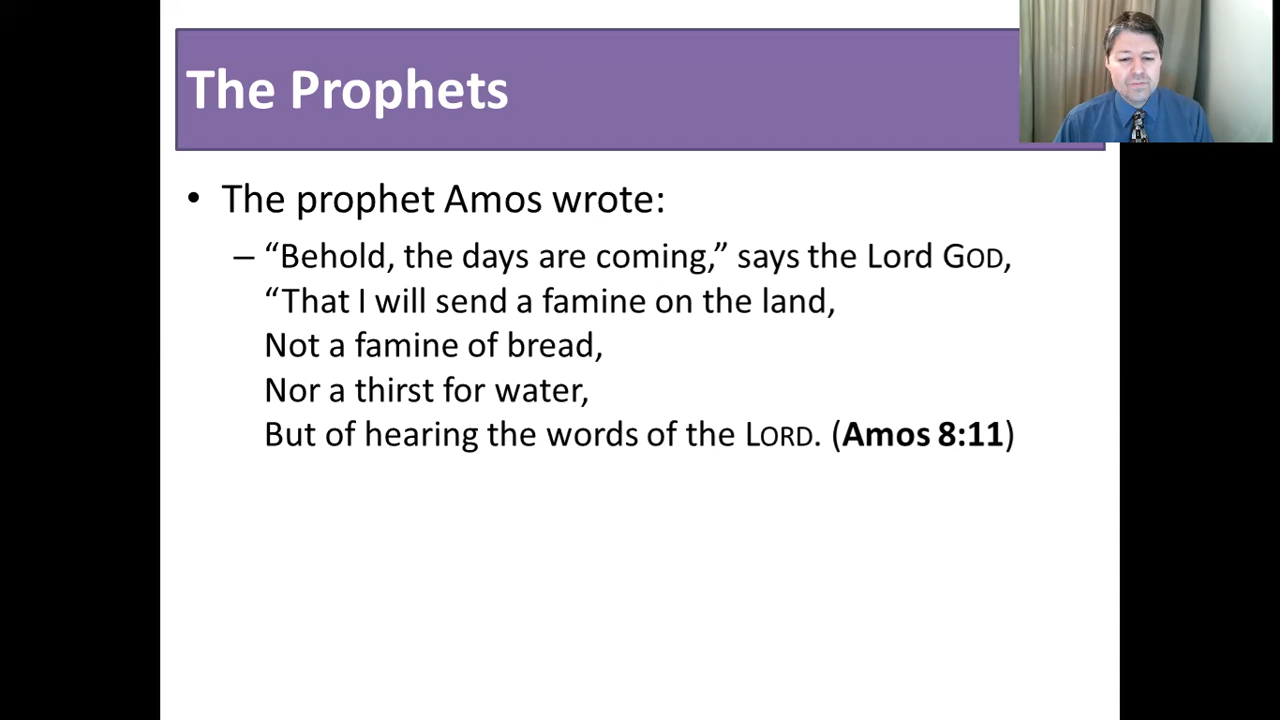 The Prophets
• The prophet Amos wrote:
– “Behold, the days are coming,” says the Lord GOD,
“That I will send a famine on the land,
Not a famine of bread,
Nor a thirst for water,
But of hearing the words of the LORD. (Amos 8:11)